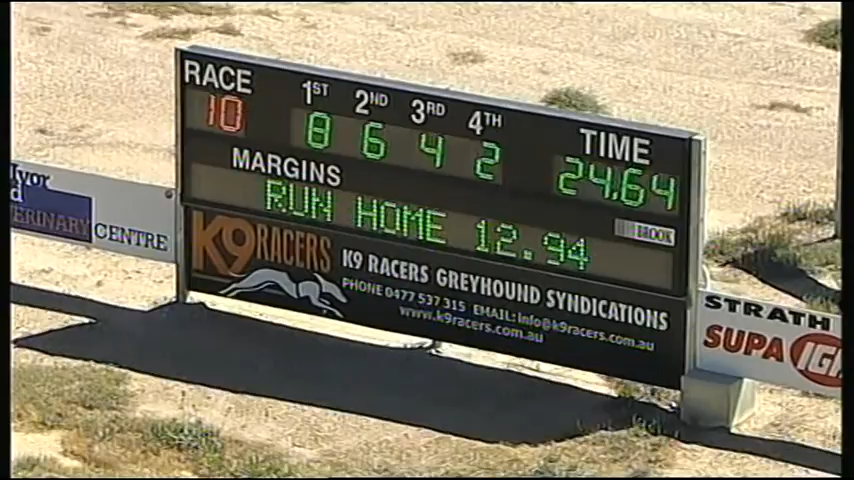 RACE 1ST 2ND 3RD 4TH TIME
10 8 6 4 2 24.64
MARGINS
RUN HOME 12.94
BROOK
K9 RACERS
K9 RACERS GREYHOUND SYNDICATIONS
PHONE 0477 537 315 EMAIL: info@k9racers.com.au
www.k9racers.com.au
Ivor
CENTRE
STRATH
SUPA IGA